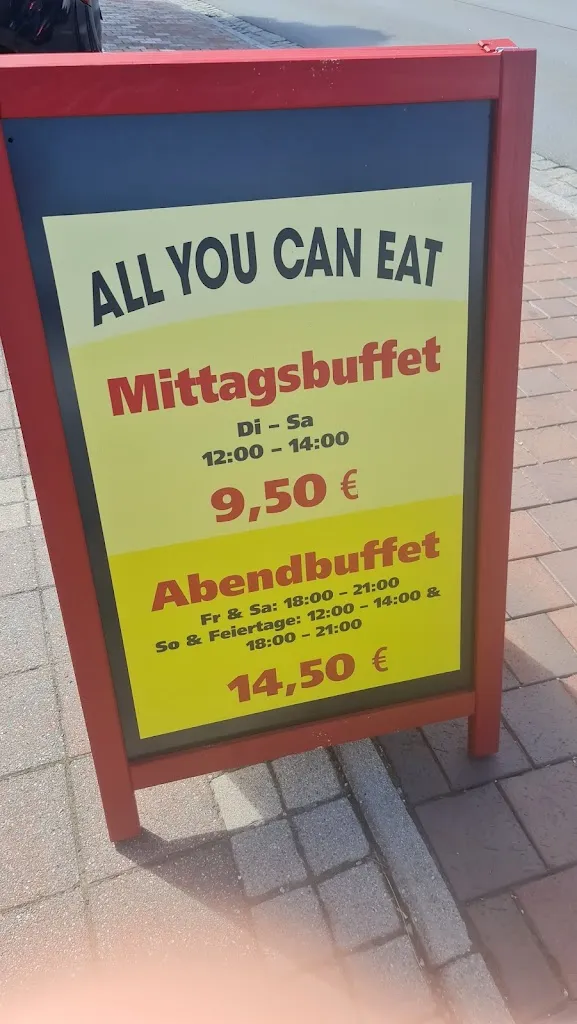 ALL YOU CAN EAT
Mittagsbuffet
Di – Sa
12:00 – 14:00
9,50 €
Abendbuffet
Fr & Sa: 18:00 – 21:00
So & Feiertage: 12:00 – 14:00 &
18:00 – 21:00
14,50 €